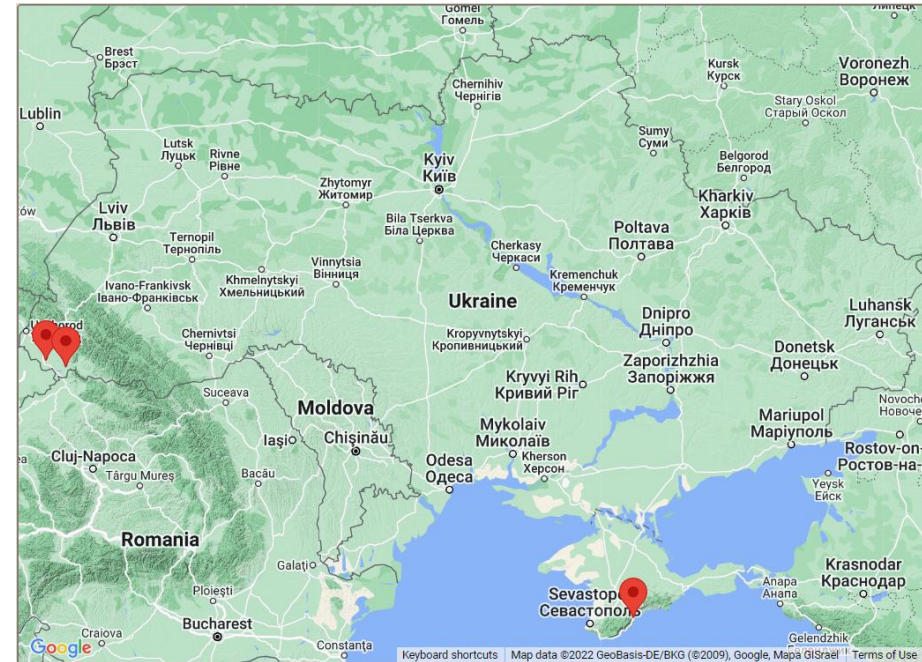 Gomel
Гомель
Brest
Брэст
Kursk
Курск
Voronezh
Воронеж
Chernihiv
Чернігів
Stary Oskol
Старый Оскол
Lublin
Sumy
Суми
Lutsk
Луцьк
Rivne
Рівне
Kyiv
Київ
Belgorod
Белгород
Zhytomyr
Житомир
Kharkiv
Харків
Lviv
Львів
Bila Tserkva
Біла Церква
Poltava
Полтава
Ternopil
Тернопіль
Cherkasy
Черкаси
Vinnytsia
Вінниця
Khmelnytskyi
Хмельницький
Kremenchuk
Кременчук
Ivano-Frankivsk
Івано-Франківськ
Ukraine
Luhansk
Луганськ
Dnipro
Дніпро
Chernivtsi
Чернівці
Kropyvnytskyi
Кропивницький
Donetsk
Донецьк
Zaporizhzhia
Запоріжжя
Kryvyi Rih
Кривий Ріг
Suceava
Moldova
Mariupol
Маріуполь
Mykolaiv
Миколаїв
Iași
Chișinău
Kherson
Херсон
Rostov-on-
Ростов-на-
Cluj-Napoca
Odesa
Одеса
Târgu Mureș
Bacău
Yeysk
Ейск
Romania
Galați
Krasnodar
Краснодар
Anapa
Анапа
Ploiești
Севастополь
Bucharest
Gelendzhik
Craiova
Constanța
Google
Keyboard shortcuts
Map data ©2022 GeoBasis-DE/BKG (©2009), Google, Mapa GISrael
Terms of Use